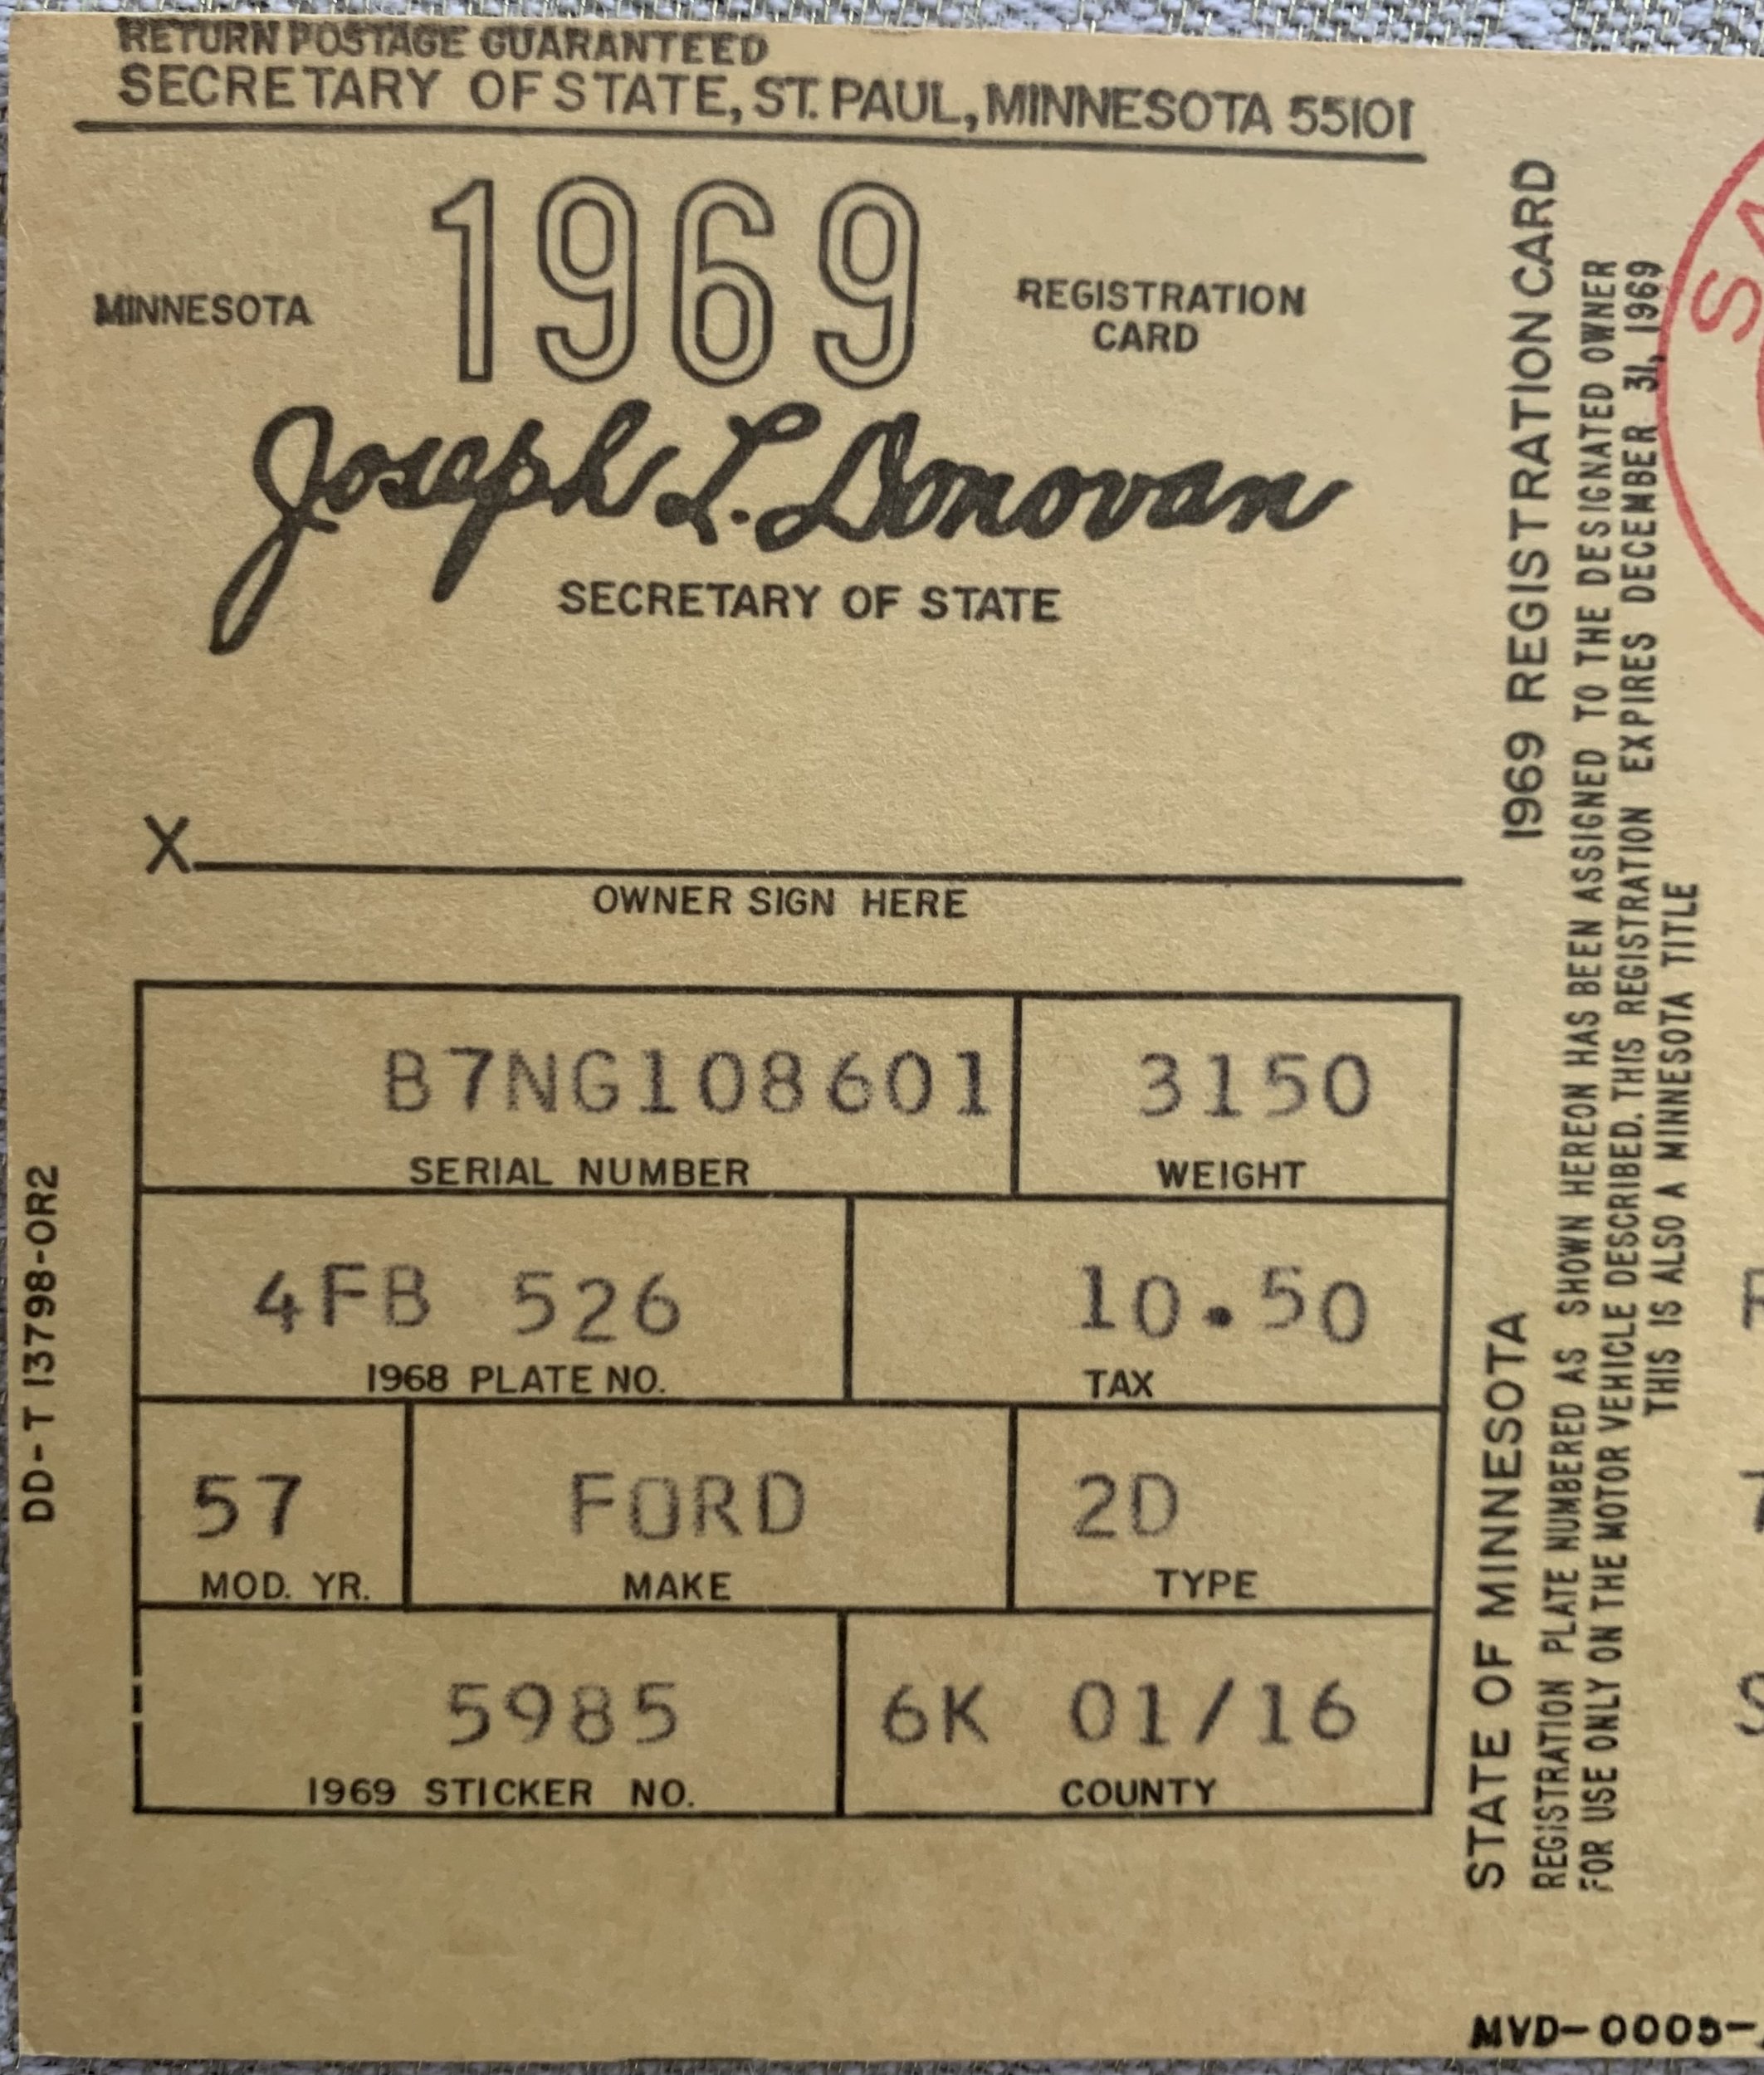 RETURN POSTAGE GUARANTEED
SECRETARY OF STATE, ST. PAUL, MINNESOTA 55101
MINNESOTA
1969
REGISTRATION
CARD
Joseph L. Donovan
SECRETARY OF STATE
X
OWNER SIGN HERE
B7NG108601
SERIAL NUMBER
3150
WEIGHT
4FB 526
1968 PLATE NO.
10.50
TAX
57
MOD. YR.
FORD
MAKE
2D
TYPE
5985
1969 STICKER NO.
6K 01/16
COUNTY
DD-T 13798-OR2
STATE OF MINNESOTA 1969 REGISTRATION CARD
REGISTRATION PLATE NUMBERED AS SHOWN HEREON HAS BEEN ASSIGNED TO THE DESIGNATED OWNER
FOR USE ONLY ON THE MOTOR VEHICLE DESCRIBED. THIS REGISTRATION EXPIRES DECEMBER 31, 1969
THIS IS ALSO A MINNESOTA TITLE
MVD-0005-